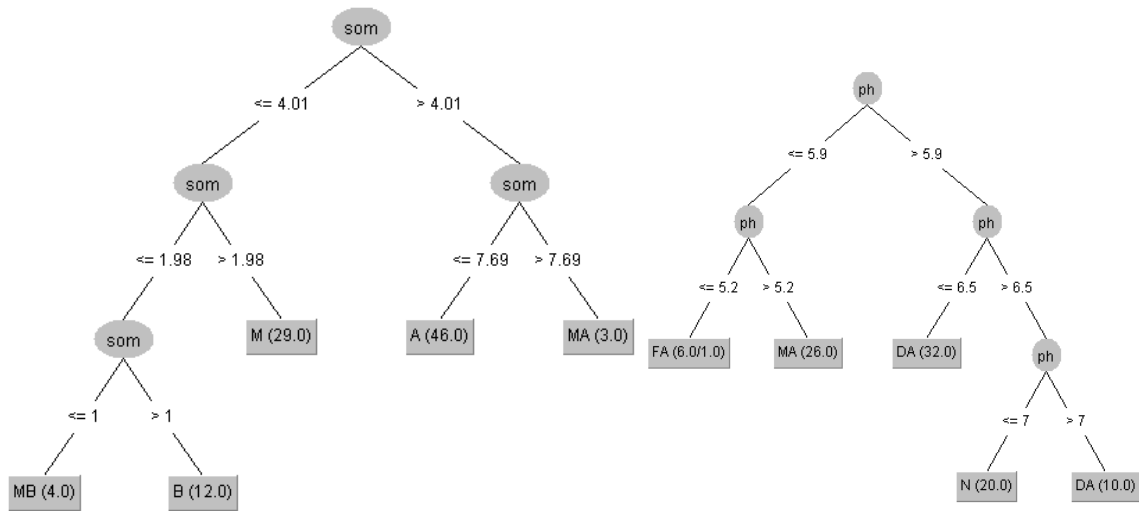 som
<= 4.01
> 4.01
som
som
<= 1.98
> 1.98
<= 7.69
> 7.69
som
M (29.0)
A (46.0)
MA (3.0)
<= 1
> 1
MB (4.0)
B (12.0)
ph
<= 5.9
> 5.9
ph
ph
<= 5.2
> 5.2
<= 6.5
> 6.5
FA (6.0/1.0)
MA (26.0)
DA (32.0)
ph
<= 7
> 7
N (20.0)
DA (10.0)